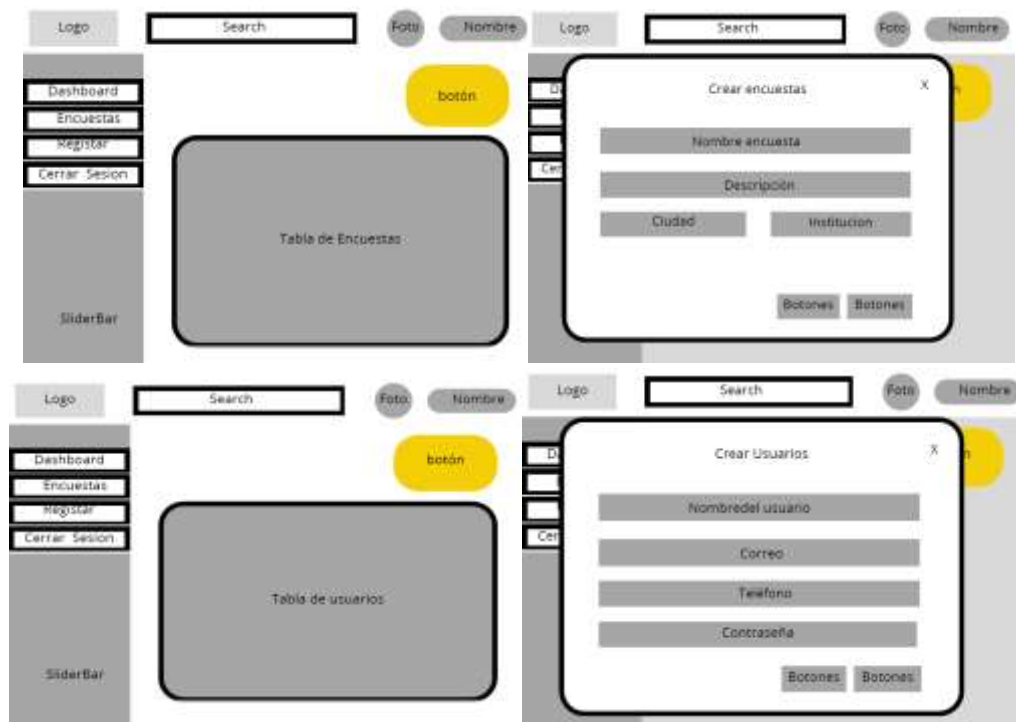 Logo
Search
Foto
Nombre
botón
Dashboard
Encuestas
Registar
Cerrar Sesion
Tabla de Encuestas
SliderBar
Logo
Search
Foto
Nombre
Crear encuestas
X
Nombre encuesta
Descripción
Ciudad
Institucion
Botones
Botones
Logo
Search
Foto
Nombre
botón
Dashboard
Encuestas
Registar
Cerrar Sesion
Tabla de usuarios
SliderBar
Logo
Search
Foto
Nombre
Crear Usuarios
X
Nombredel usuario
Correo
Teléfono
Contraseña
Botones
Botones